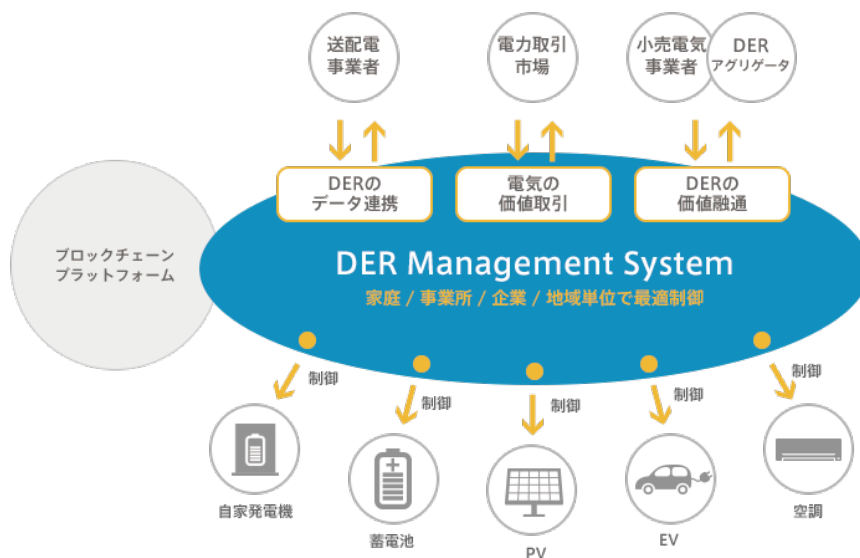 送配電
事業者
電力取引
市場
小売電気
事業者
DER
アグリゲータ
DERの
データ連携
電気の
価値取引
DERの
価値融通
ブロックチェーン
プラットフォーム
DER Management System
家庭 / 事業所 / 企業 / 地域単位で最適制御
制御
制御
制御
制御
制御
自家発電機
蓄電池
PV
EV
空調